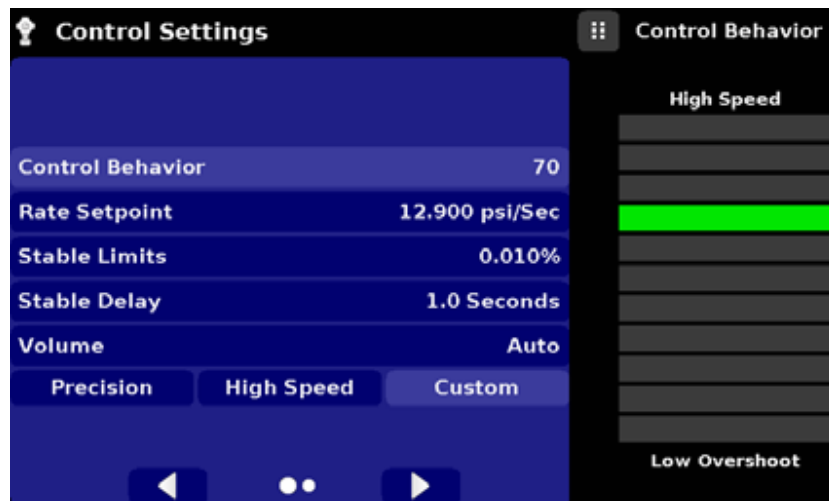 Control Settings
Control Behavior 70
Rate Setpoint 12.900 psi/Sec
Stable Limits 0.010%
Stable Delay 1.0 Seconds
Volume Auto
Precision High Speed Custom
Control Behavior
High Speed
Low Overshoot